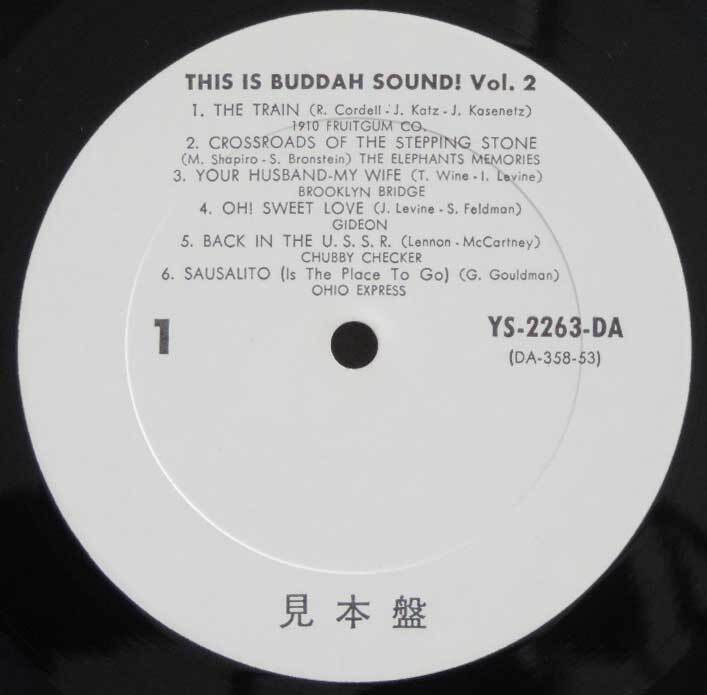 THIS IS BUDDAH SOUND! Vol. 2
1. THE TRAIN (R. Cordell - J. Katz - J. Kasenetz)
1910 FRUITGUM CO.
2. CROSSROADS OF THE STEPPING STONE
(M. Shapiro - S. Bronstein) THE ELEPHANTS MEMORIES
3. YOUR HUSBAND-MY WIFE (T. Wine - I. Levine)
BROOKLYN BRIDGE
4. OH! SWEET LOVE (J. Levine - S. Feldman)
GIDEON
5. BACK IN THE U. S. S. R. (Lennon - McCartney)
CHUBBY CHECKER
6. SAUSALITO (Is The Place To Go) (G. Gouldman)
OHIO EXPRESS
1
YS-2263-DA
(DA-358-53)
見本盤